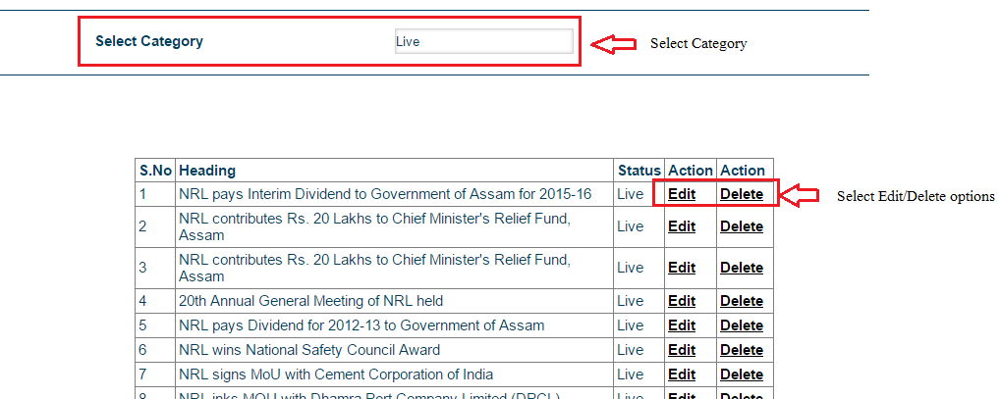 Select Category Live Select Category
S.No Heading Status Action Action
1 NRL pays Interim Dividend to Government of Assam for 2015-16 Live Edit Delete Select Edit/Delete options
2 NRL contributes Rs. 20 Lakhs to Chief Minister's Relief Fund, Assam Live Edit Delete
3 NRL contributes Rs. 20 Lakhs to Chief Minister's Relief Fund, Assam Live Edit Delete
4 20th Annual General Meeting of NRL held Live Edit Delete
5 NRL pays Dividend for 2012-13 to Government of Assam Live Edit Delete
6 NRL wins National Safety Council Award Live Edit Delete
7 NRL signs MoU with Cement Corporation of India Live Edit Delete
8 NRL inks MOU with Dhamra Port Company Limited (DPCL) Live Edit Delete